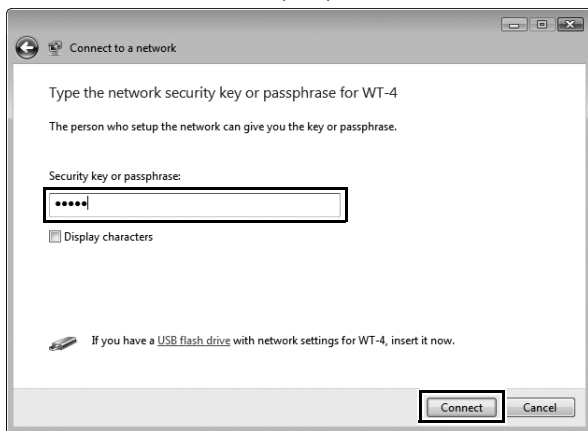 Connect to a network
Type the network security key or passphrase for WT-4
The person who setup the network can give you the key or passphrase.
Security key or passphrase:
•••••
Display characters
If you have a USB flash drive with network settings for WT-4, insert it now.
Connect Cancel